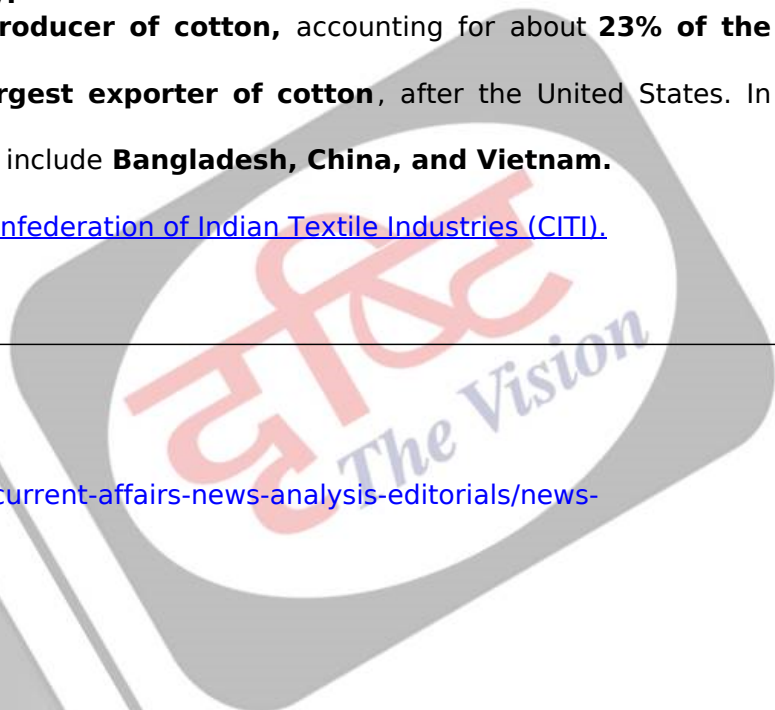 roducer of cotton, accounting for about 23% of the
rgest exporter of cotton, after the United States. In
include Bangladesh, China, and Vietnam.
nfederation of Indian Textile Industries (CITI).
दृष्टि
The Vision
current-affairs-news-analysis-editorials/news-